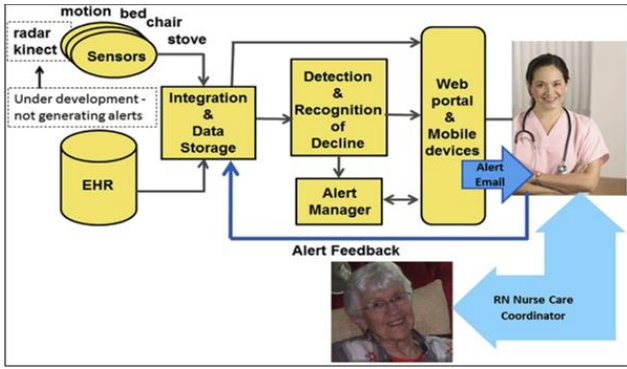 motion
bed
chair
stove
radar
kinect
Sensors
Under development -
not generating alerts
EHR
Integration
&
Data
Storage
Detection
&
Recognition
of
Decline
Alert
Manager
Web
portal
&
Mobile
devices
Alert
Email
Alert Feedback
RN Nurse Care
Coordinator